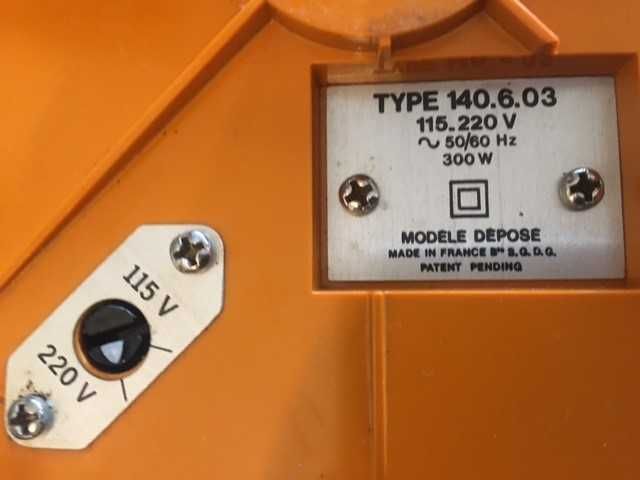 TYPE 140.6.03
115-220 V
~ 50/60 Hz
300 W
MODELE DEPOSE
MADE IN FRANCE Bte S.G.D.G.
PATENT PENDING
115 V
220 V